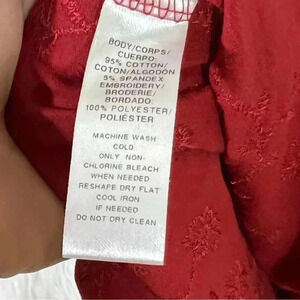 BODY/CORPS/
CUERPO:
95% COTTON/
COTON/ALGODÓN
5% SPANDEX
EMBROIDERY/
BRODERIE/
BORDADO:
100% POLYESTER/
POLIÉSTER
MACHINE WASH
COLD
ONLY NON-
CHLORINE BLEACH
WHEN NEEDED
RESHAPE DRY FLAT
COOL IRON
IF NEEDED
DO NOT DRY CLEAN